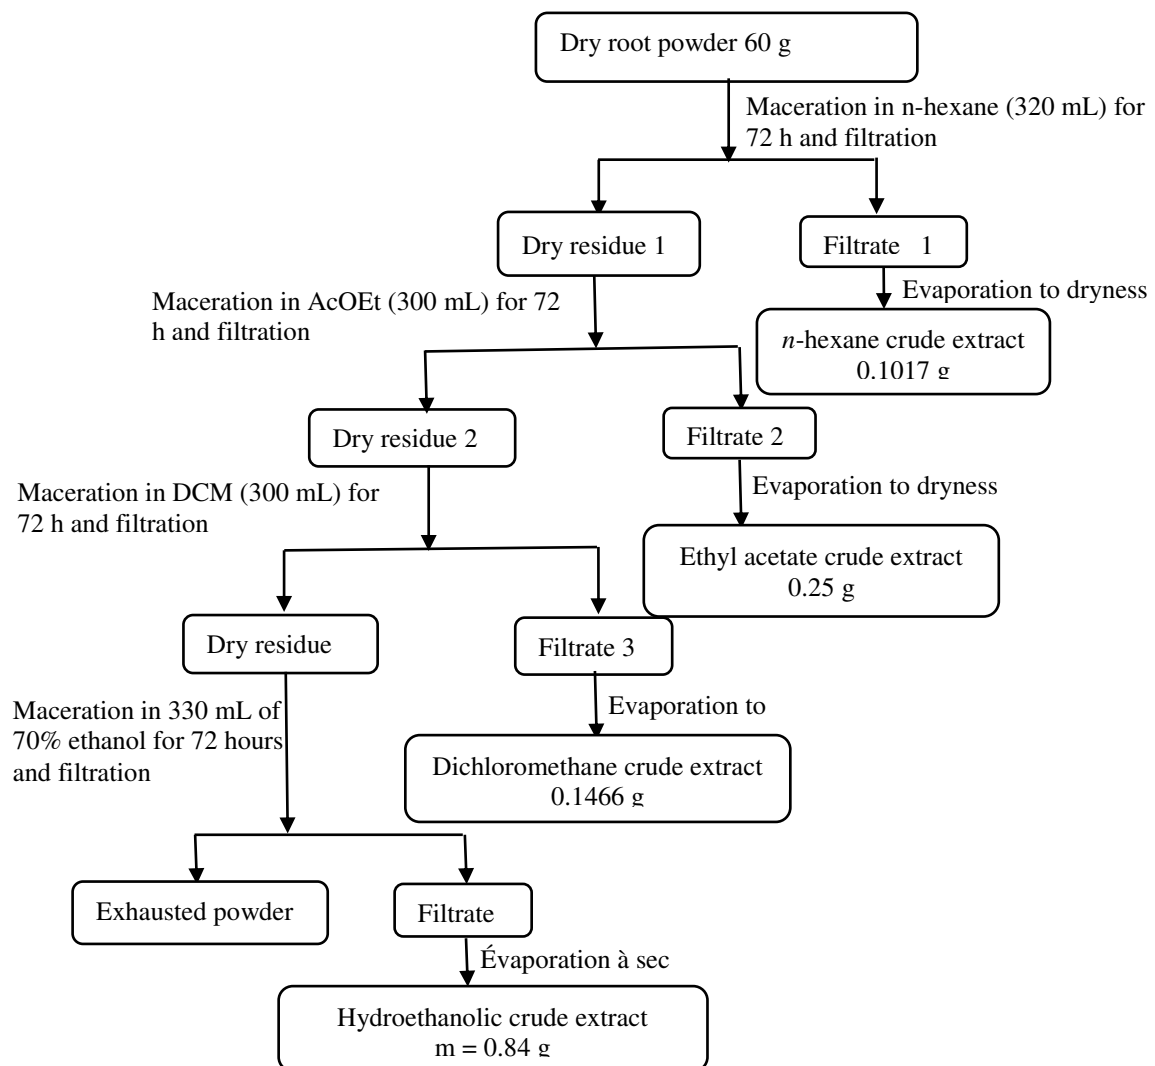 Dry root powder 60 g
Maceration in n-hexane (320 mL) for
72 h and filtration
Dry residue 1
Filtrate 1
Maceration in AcOEt (300 mL) for 72
h and filtration
Evaporation to dryness
n-hexane crude extract
0.1017 g
Dry residue 2
Filtrate 2
Maceration in DCM (300 mL) for
72 h and filtration
Evaporation to dryness
Ethyl acetate crude extract
0.25 g
Dry residue
Filtrate 3
Maceration in 330 mL of
70% ethanol for 72 hours
and filtration
Evaporation to
Dichloromethane crude extract
0.1466 g
Exhausted powder
Filtrate
Évaporation à sec
Hydroethanolic crude extract
m = 0.84 g